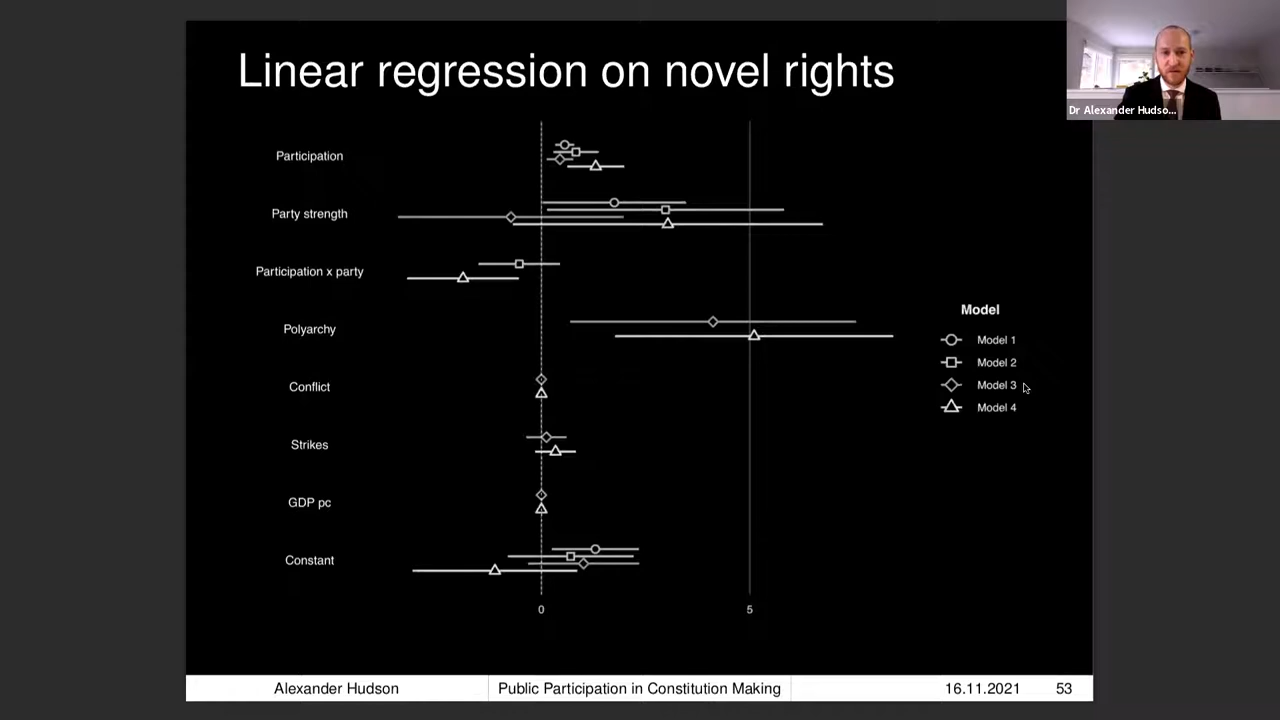 Linear regression on novel rights
Dr Alexander Hudso...
Participation
Party strength
Participation x party
Polyarchy
Conflict
Strikes
GDP pc
Constant
0
5
Model
Model 1
Model 2
Model 3
Model 4
Alexander Hudson
Public Participation in Constitution Making
16.11.2021
53